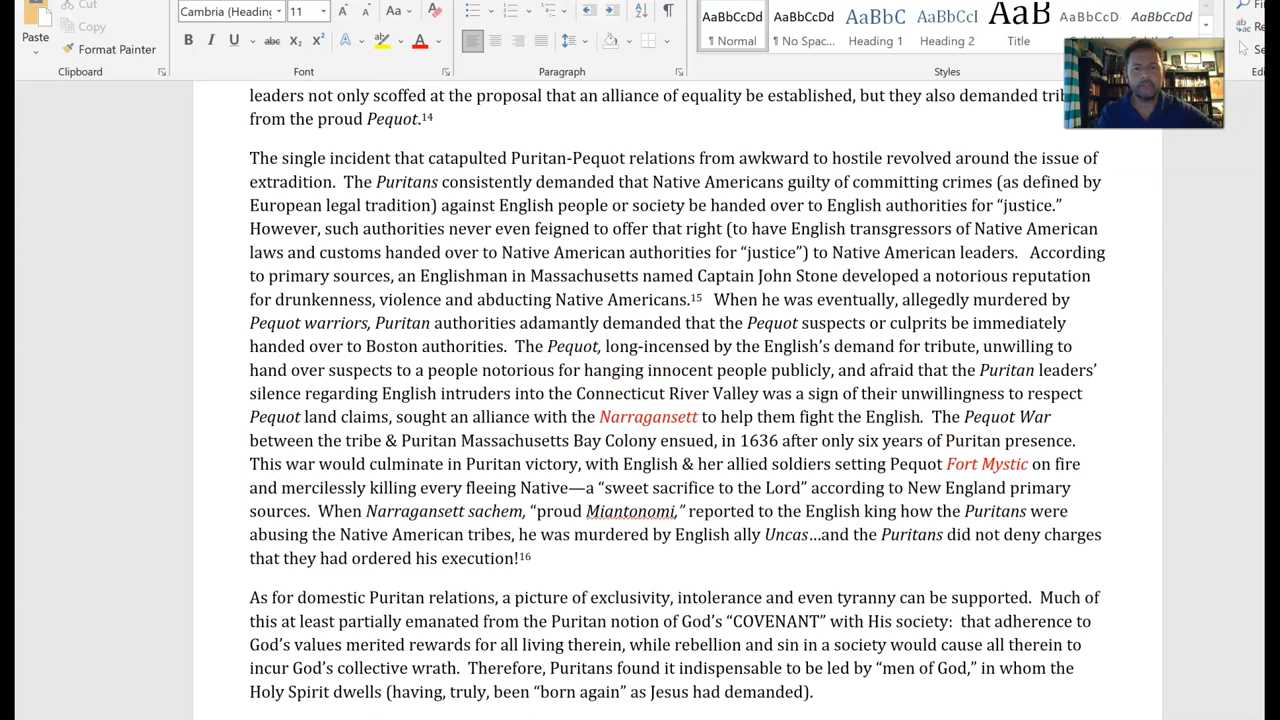 Cut
Cambria (Heading
11
Aa
Copy
Paste
Format Painter
B I U abc X₂ X² A A
Clipboard
Font
Paragraph
Styles
AaBbCcDd AaBbCcDd AaBbC AaBbCcI AaB AaBbCcD AaBbCcDd
¶ Normal ¶ No Spac... Heading 1 Heading 2 Title
leaders not only scoffed at the proposal that an alliance of equality be established, but they also demanded
from the proud Pequot.14
The single incident that catapulted Puritan-Pequot relations from awkward to hostile revolved around the issue of
extradition. The Puritans consistently demanded that Native Americans guilty of committing crimes (as defined by
European legal tradition) against English people or society be handed over to English authorities for “justice.”
However, such authorities never even feigned to offer that right (to have English transgressors of Native American
laws and customs handed over to Native American authorities for “justice”) to Native American leaders. According
to primary sources, an Englishman in Massachusetts named Captain John Stone developed a notorious reputation
for drunkenness, violence and abducting Native Americans.15 When he was eventually, allegedly murdered by
Pequot warriors, Puritan authorities adamantly demanded that the Pequot suspects or culprits be immediately
handed over to Boston authorities. The Pequot, long-incensed by the English’s demand for tribute, unwilling to
hand over suspects to a people notorious for hanging innocent people publicly, and afraid that the Puritan leaders’
silence regarding English intruders into the Connecticut River Valley was a sign of their unwillingness to respect
Pequot land claims, sought an alliance with the Narragansett to help them fight the English. The Pequot War
between the tribe & Puritan Massachusetts Bay Colony ensued, in 1636 after only six years of Puritan presence.
This war would culminate in Puritan victory, with English & her allied soldiers setting Pequot Fort Mystic on fire
and mercilessly killing every fleeing Native—a “sweet sacrifice to the Lord” according to New England primary
sources. When Narragansett sachem, “proud Miantonomi,” reported to the English king how the Puritans were
abusing the Native American tribes, he was murdered by English ally Uncas…and the Puritans did not deny charges
that they had ordered his execution!16
As for domestic Puritan relations, a picture of exclusivity, intolerance and even tyranny can be supported. Much of
this at least partially emanated from the Puritan notion of God’s “COVENANT” with His society: that adherence to
God’s values merited rewards for all living therein, while rebellion and sin in a society would cause all therein to
incur God’s collective wrath. Therefore, Puritans found it indispensable to be led by “men of God,” in whom the
Holy Spirit dwells (having, truly, been “born again” as Jesus had demanded).